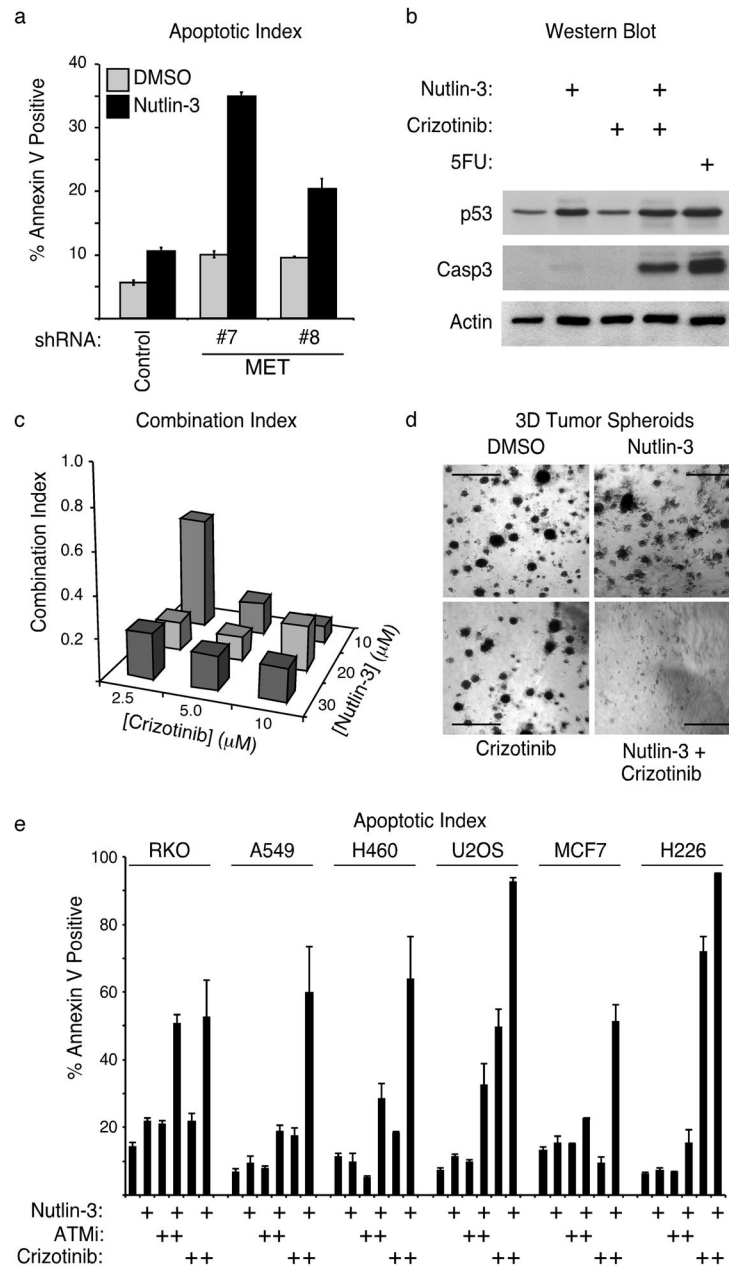 a
Apoptotic Index
DMSO
Nutlin-3
% Annexin V Positive
40
30
20
10
0
shRNA:
Control
#7
#8
MET
b
Western Blot
Nutlin-3: + +
Crizotinib: + +
5FU: +
p53
Casp3
Actin
c
Combination Index
Combination Index
1.0
0.8
0.6
0.4
0.2
2.5
5.0
10
[Crizotinib] (μM)
10
20
30
[Nutlin-3] (μM)
d
3D Tumor Spheroids
DMSO Nutlin-3
Crizotinib
Nutlin-3 +
Crizotinib
e
Apoptotic Index
RKO A549 H460 U2OS MCF7 H226
% Annexin V Positive
100
80
60
40
20
Nutlin-3: + + + + + + + + + + + + + + + + + +
ATMi: ++ ++ ++ ++ ++ ++
Crizotinib: ++ ++ ++ ++ ++ ++